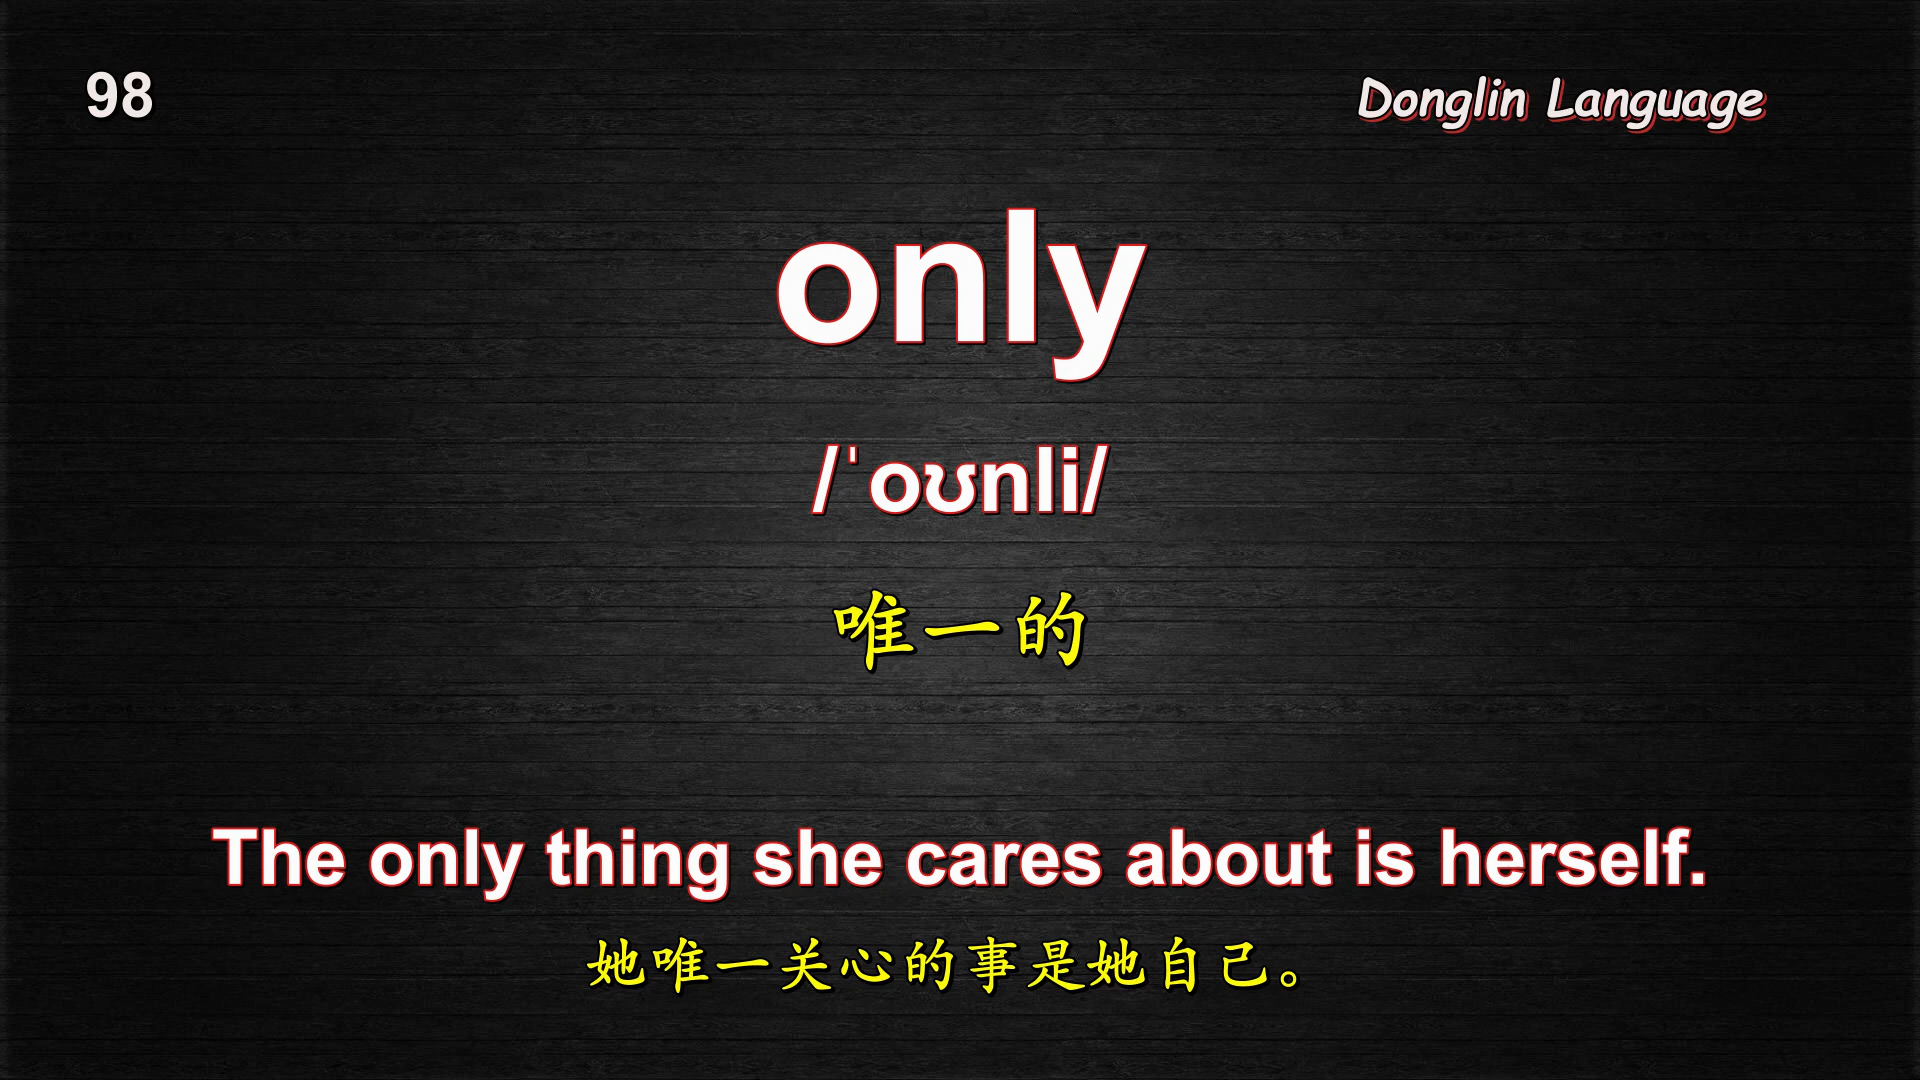 98
Donglin Language
only
/ˈoʊnli/
唯一的
The only thing she cares about is herself.
她唯一关心的事是她自己。